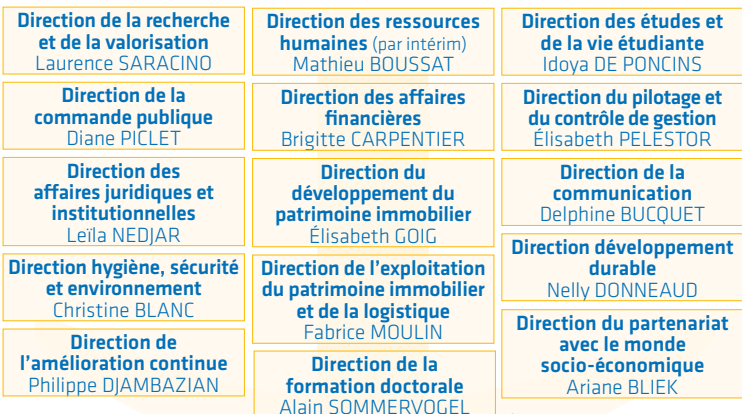 Direction de la recherche
et de la valorisation
Laurence SARACINO
Direction de la
commande publique
Diane PICLET
Direction des
affaires juridiques et
institutionnelles
Leïla NEDJAR
Direction hygiène, sécurité
et environnement
Christine BLANC
Direction de
l'amélioration continue
Philippe DJAMBAZIAN
Direction des ressources
humaines (par intérim)
Mathieu BOUSSAT
Direction des affaires
financières
Brigitte CARPENTIER
Direction du
développement du
patrimoine immobilier
Élisabeth GOIG
Direction de l'exploitation
du patrimoine immobilier
et de la logistique
Fabrice MOULIN
Direction de la
formation doctorale
Alain SOMMERVOGEL
Direction des études et
de la vie étudiante
Idoya DE PONCINS
Direction du pilotage et
du contrôle de gestion
Élisabeth PELESTOR
Direction de la
communication
Delphine BUCQUET
Direction développement
durable
Nelly DONNEAUD
Direction du partenariat
avec le monde
socio-économique
Ariane BLIEK